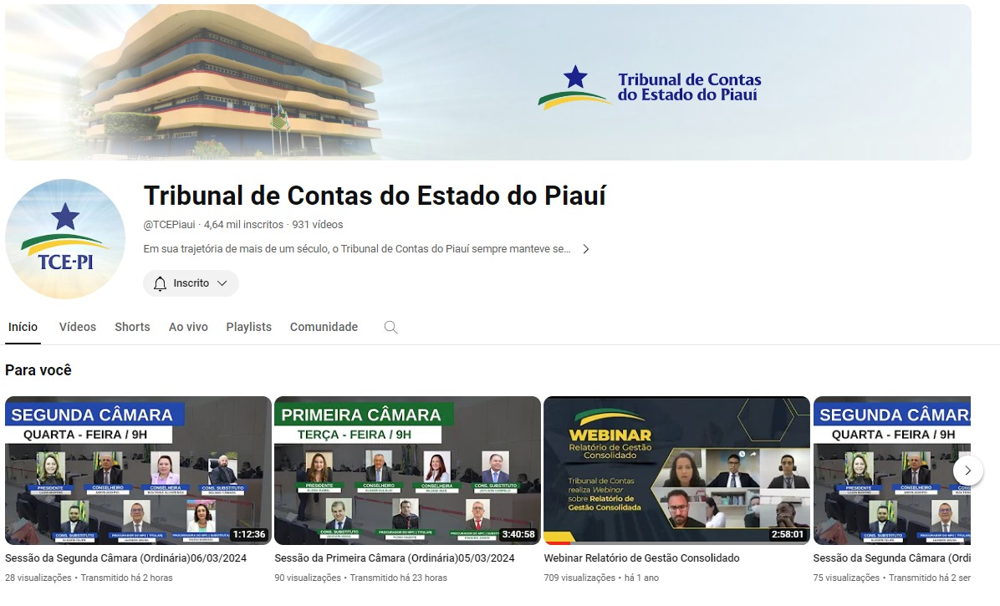 Tribunal de Contas
do Estado do Piauí
TCE-PI
Tribunal de Contas do Estado do Piauí
@TCEPiaui · 4,64 mil inscritos · 931 vídeos
Em sua trajetória de mais de um século, o Tribunal de Contas do Piauí sempre manteve se...
Inscrito
Início Vídeos Shorts Ao vivo Playlists Comunidade
Para você
SEGUNDA CÂMARA
QUARTA - FEIRA / 9H
PRESIDENTE CONSELHEIRO CONSELHEIRA CONS. SUBSTITUTO
CONS. SUBSTITUTO PROCURADOR DO MPC ( TITULAR)
1:12:36
Sessão da Segunda Câmara (Ordinária)06/03/2024
28 visualizações • Transmitido há 2 horas
PRIMEIRA CÂMARA
TERÇA - FEIRA / 9H
PRESIDENTE CONSELHEIRO CONSELHEIRA CONS. SUBSTITUTO
CONS. SUBSTITUTO PROCURADOR DO MPC (TITULAR)
3:40:58
Sessão da Primeira Câmara (Ordinária)05/03/2024
90 visualizações • Transmitido há 23 horas
WEBINAR
Relatório de Gestão
Consolidado
Tribunal de Contas
realiza Webinar
sobre Relatório de
Gestão Consolidada
2:58:01
Webinar Relatório de Gestão Consolidado
709 visualizações • há 1 ano
SEGUNDA CÂMAR
QUARTA - FEIRA / 9H
PRESIDENTE CONSELHEIRO
CONS. SUBSTITUTO
Sessão da Segunda Câmara (Ordi
75 visualizações • Transmitido há 2 ser